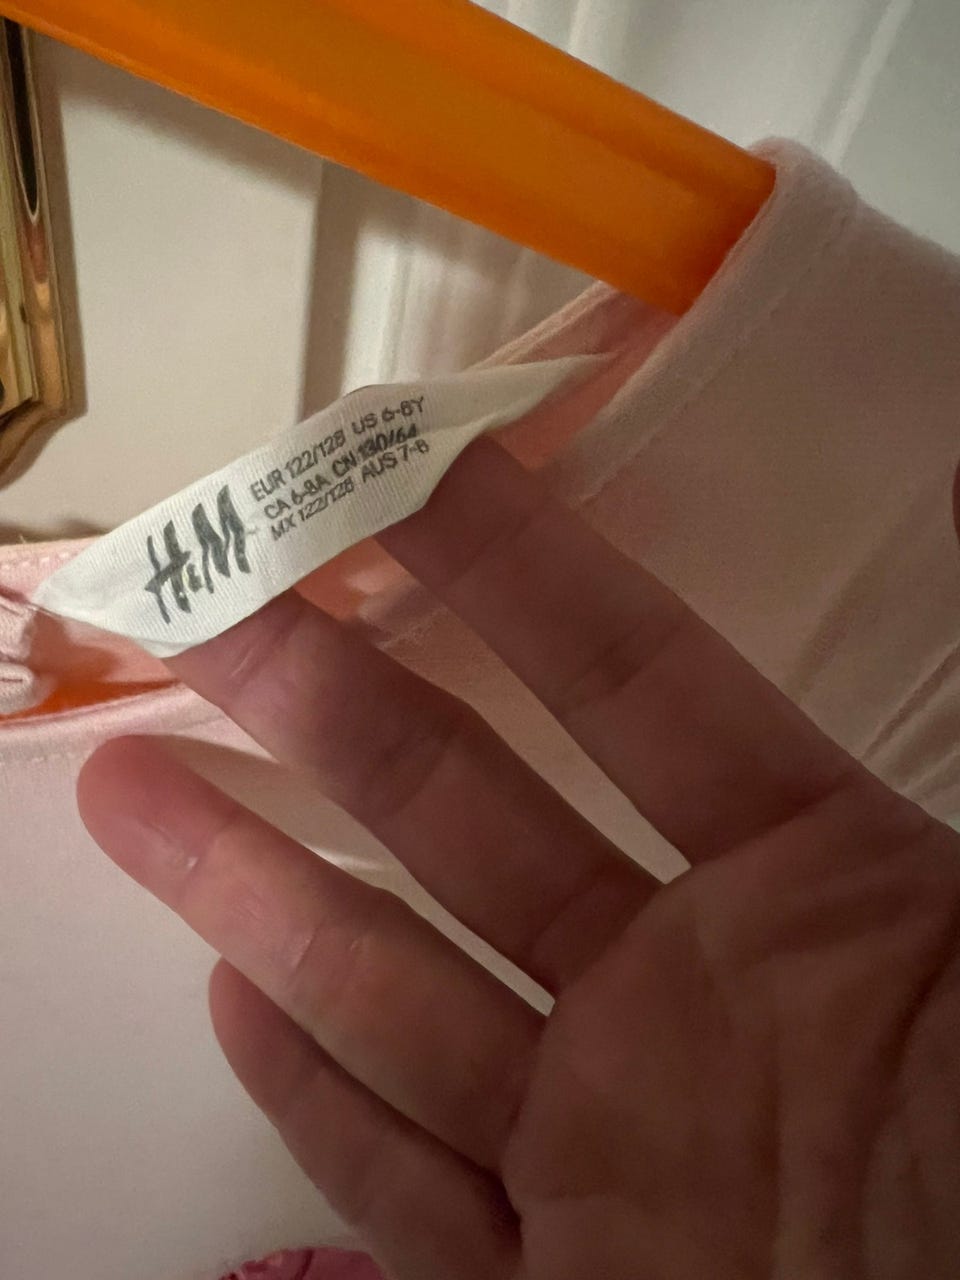 H&M
EUR 122/128 US 6-8Y
CA 6-8A CN 130/64
MX 122/128 AUS 7-8